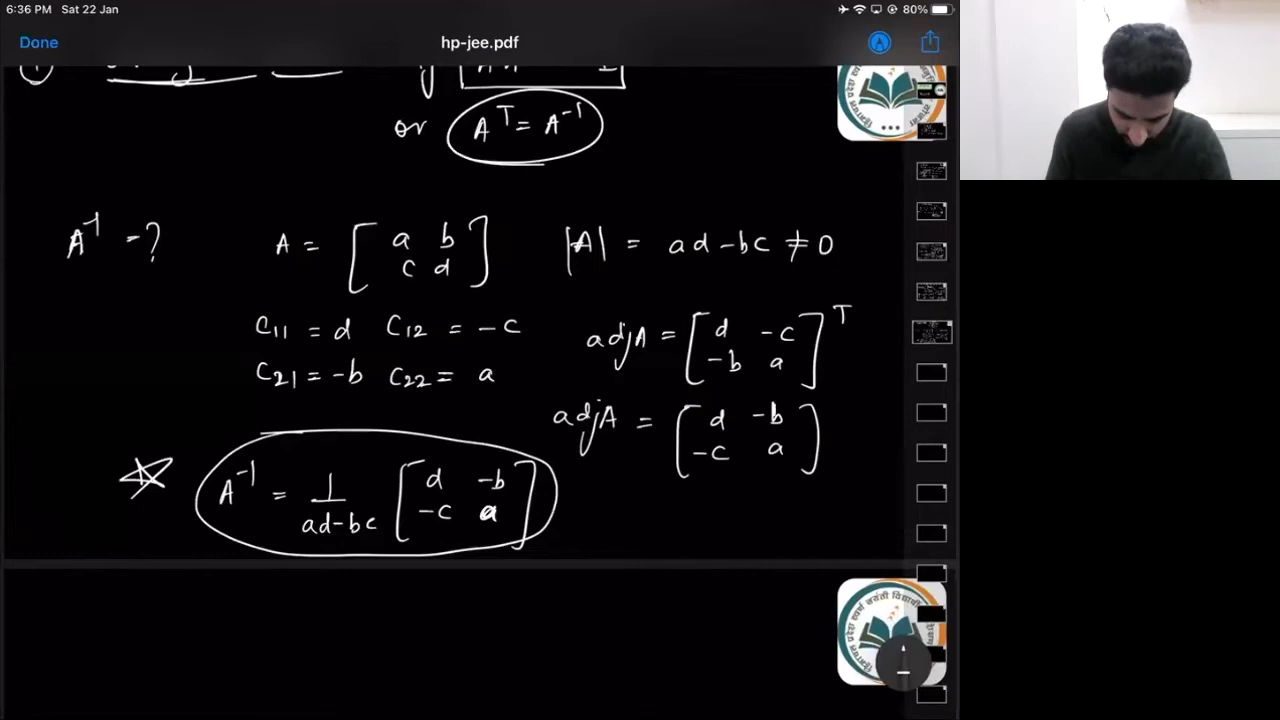 6:36 PM Sat 22 Jan
80%
Done
hp-jee.pdf
or Aᵀ = A⁻¹
A⁻¹ = ?
A = [ a b
c d ]
|A| = ad - bc ≠ 0
C11 = d C12 = -c
C21 = -b C22 = a
adjA = [ d -c
-b a ]ᵀ
adjA = [ d -b
-c a ]
A⁻¹ = 1
ad-bc
[ d -b
-c a ]